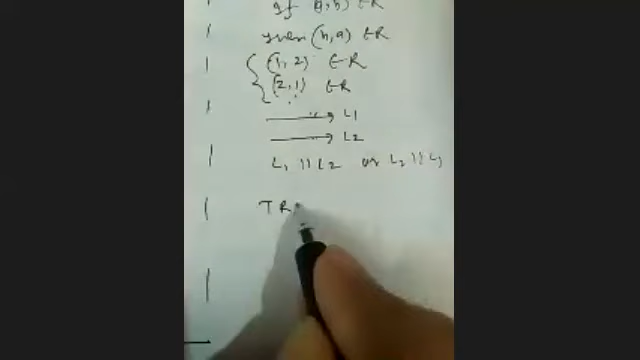 if (a,b) ∈R
then (b,a) ∈R
(1,2) ∈R
(2,1) ∈R
L1
L2
L1 || L2 or L2 || L1
TR